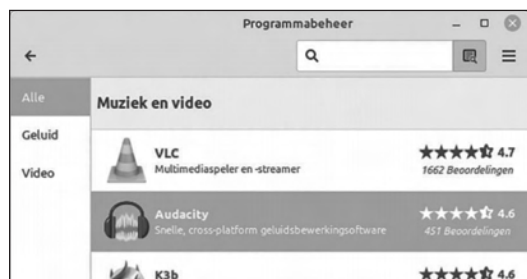 Programmabeheer
Alle
Muziek en video
Geluid
VLC
4.7
Multimediaspeler en -streamer
1662 Beoordelingen
Video
Audacity
4.6
Snelle, cross-platform geluidsbewerkingsoftware
451 Beoordelingen
K3b
4.6